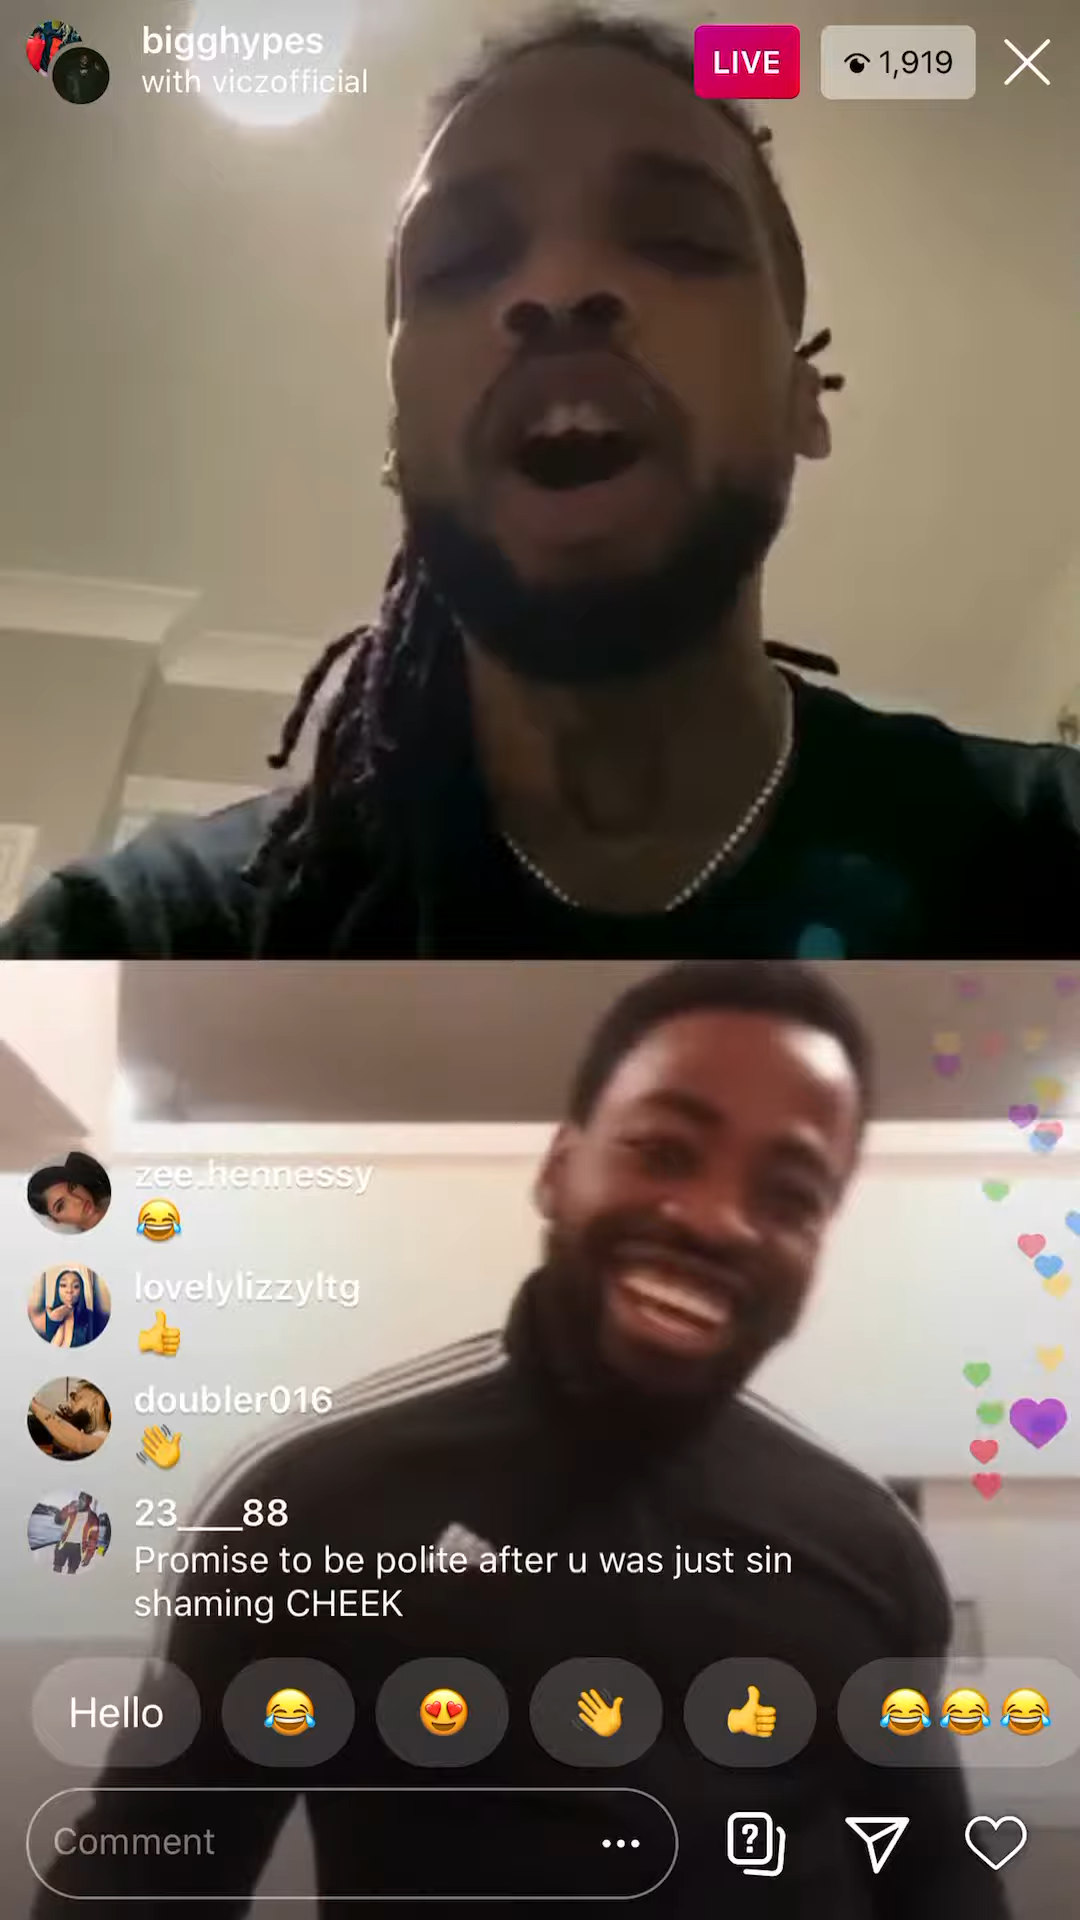 bigghypes
with viczofficial
LIVE
1,919
zee.hennessy
😂
lovelylizzyltg
👍
doubler016
👋
23___88
Promise to be polite after u was just sin
shaming CHEEK
Hello 😂 😍 👋 👍 😂😂😂
Comment